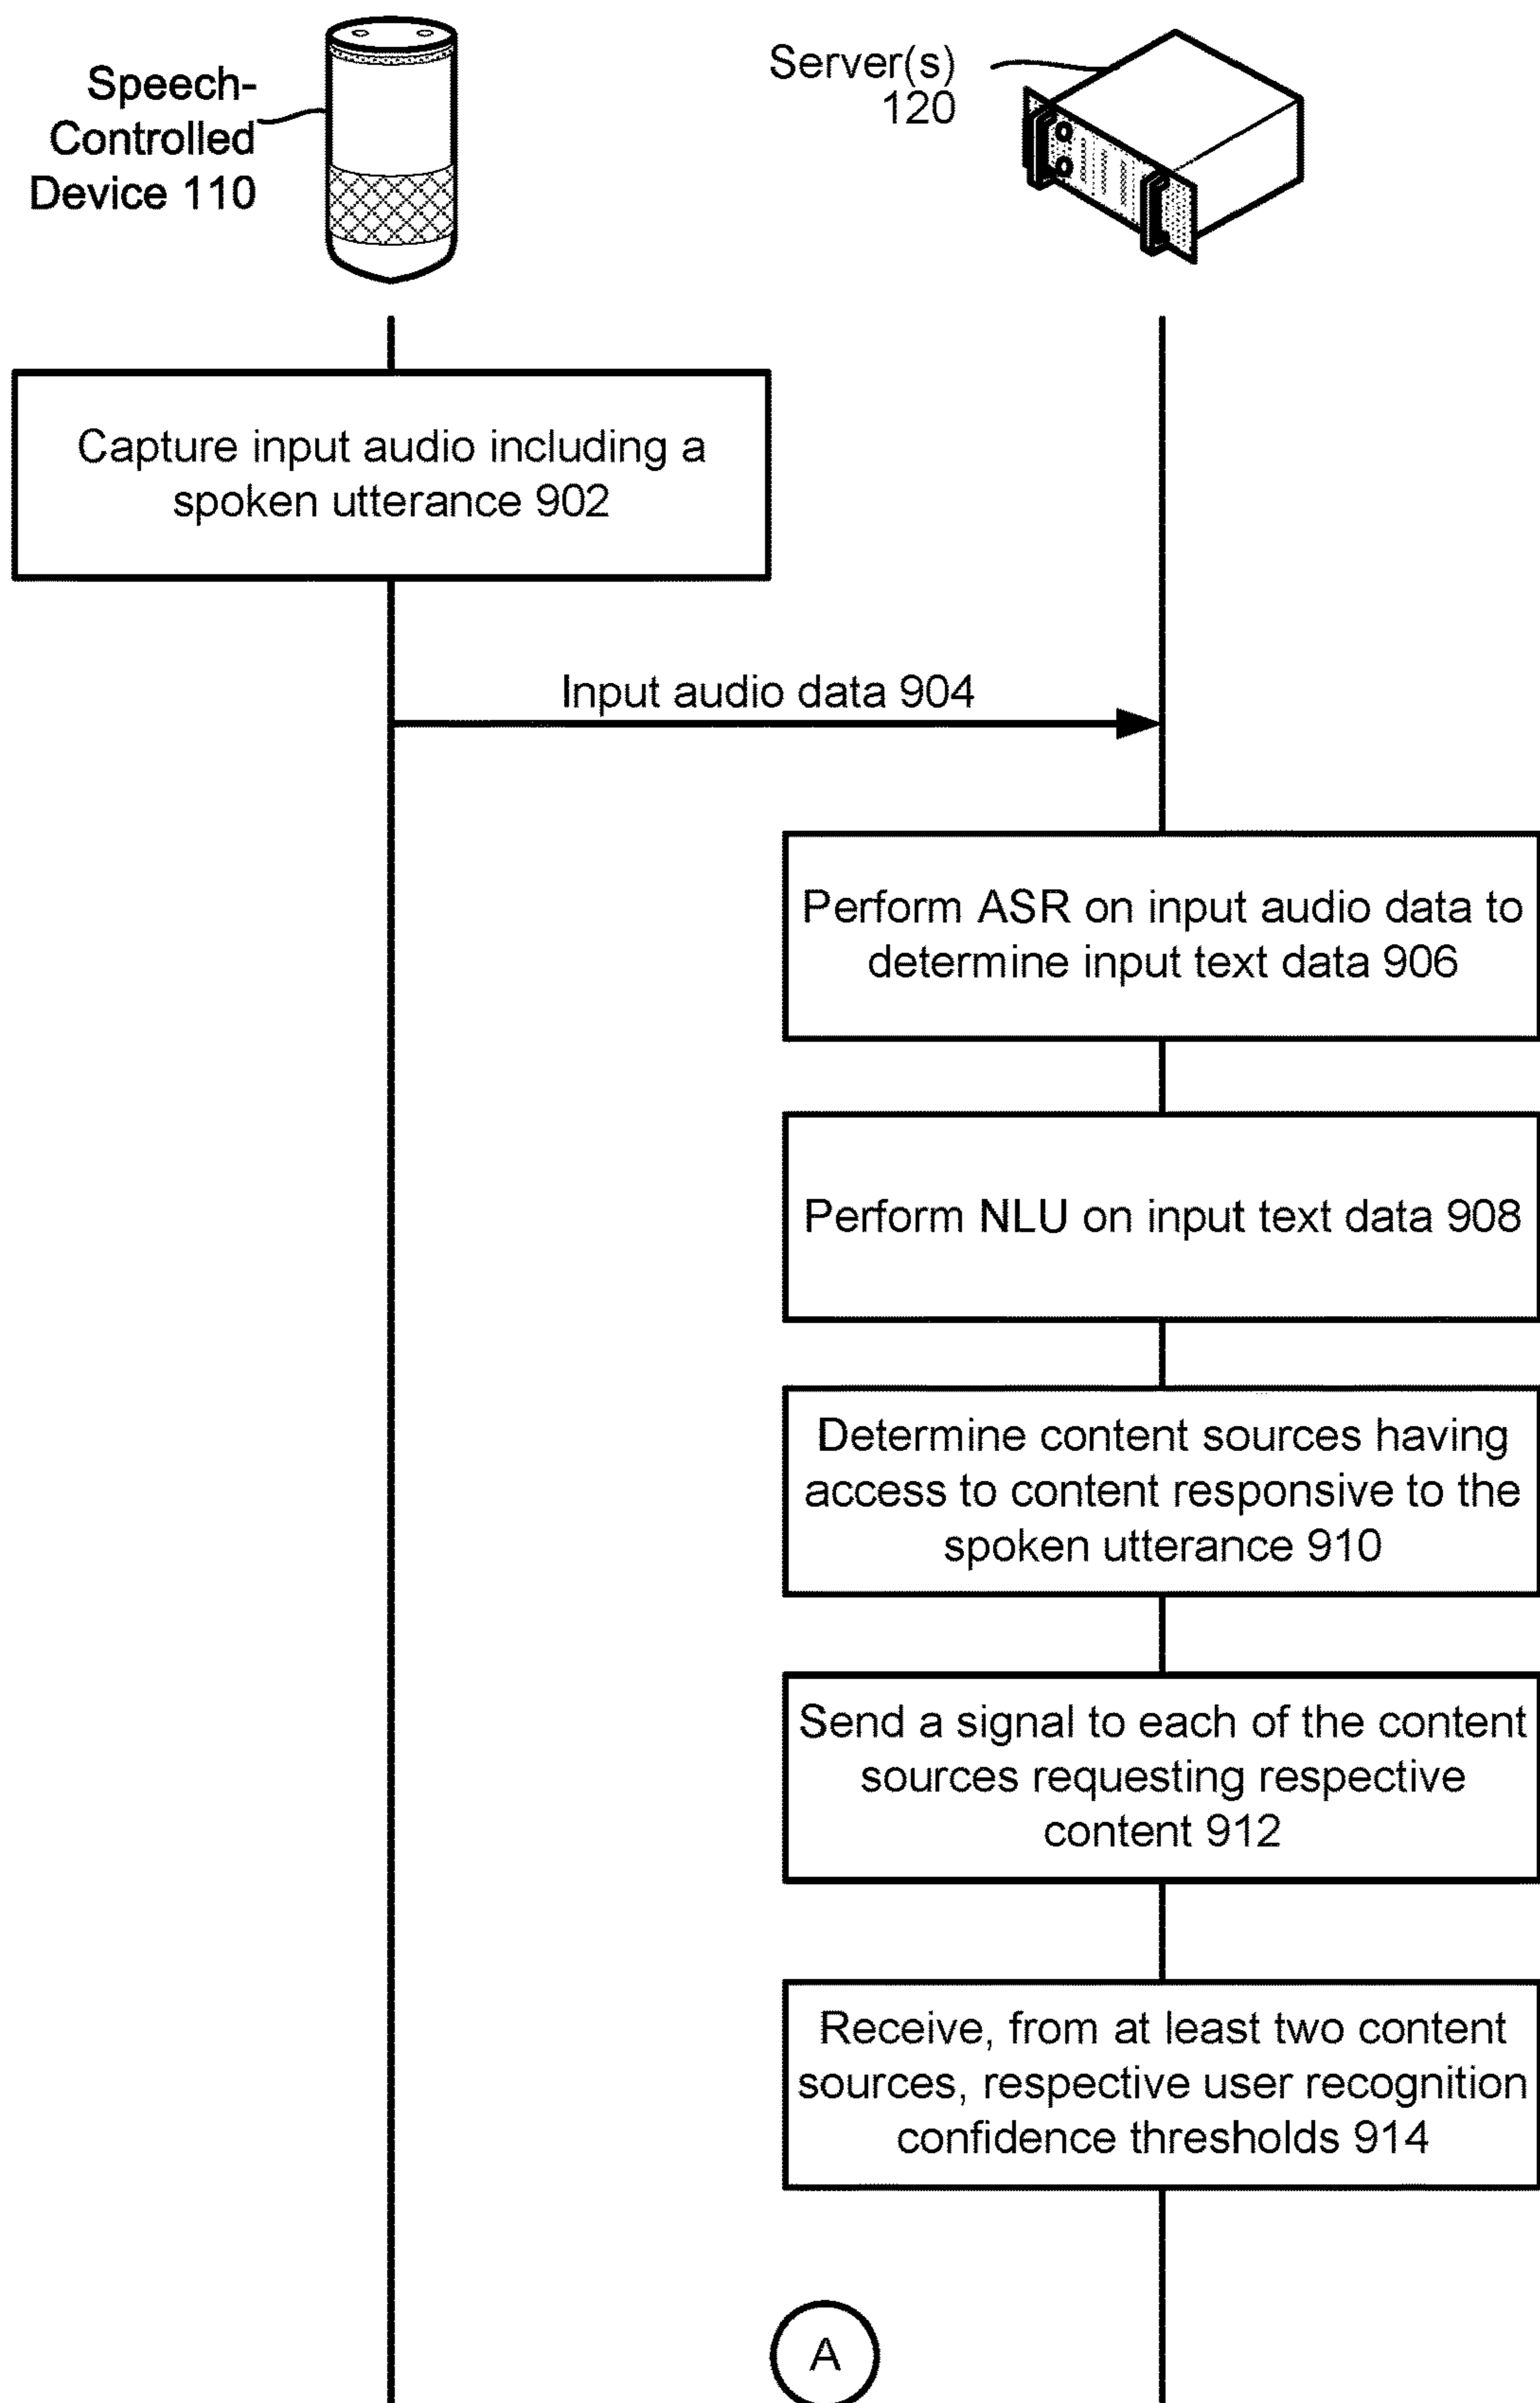 Speech-
Controlled
Device 110
Server(s)
120
Capture input audio including a
spoken utterance 902
Input audio data 904
Perform ASR on input audio data to
determine input text data 906
Perform NLU on input text data 908
Determine content sources having
access to content responsive to the
spoken utterance 910
Send a signal to each of the content
sources requesting respective
content 912
Receive, from at least two content
sources, respective user recognition
confidence thresholds 914
A